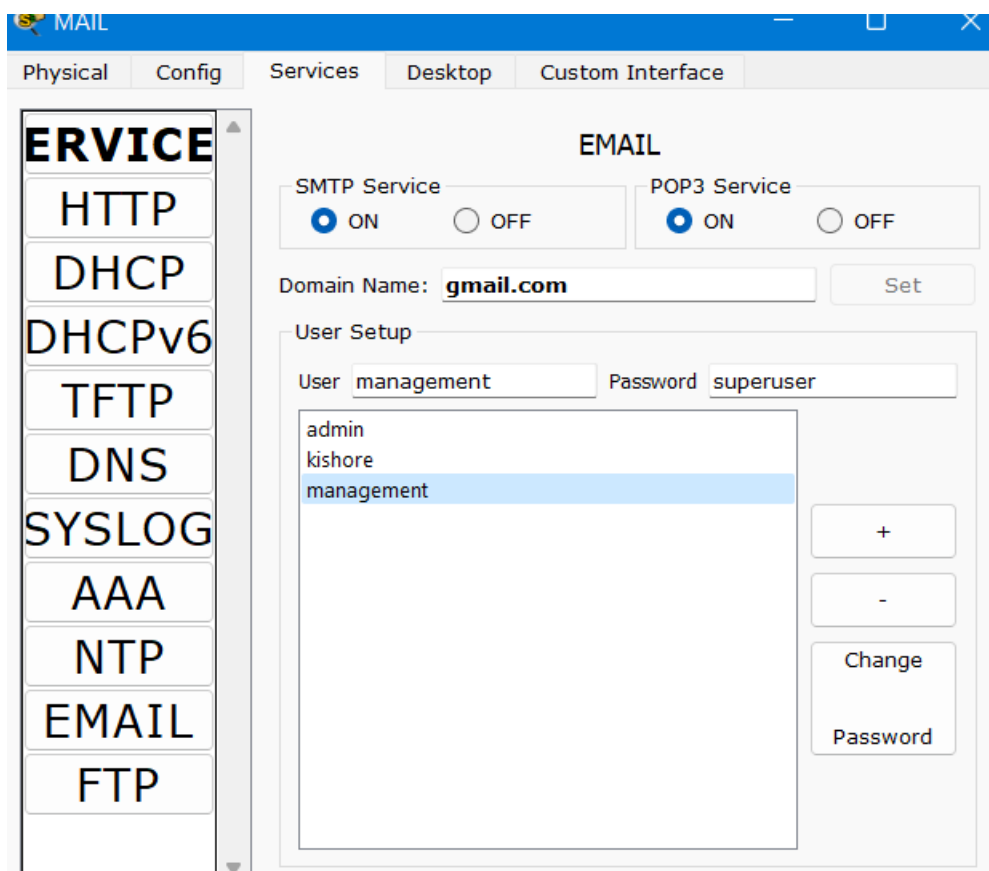 MAIL
Physical Config Services Desktop Custom Interface
ERVICE
HTTP
DHCP
DHCPv6
TFTP
DNS
SYSLOG
AAA
NTP
EMAIL
FTP
EMAIL
SMTP Service
ON OFF
POP3 Service
ON OFF
Domain Name: gmail.com Set
User Setup
User management Password superuser
admin
kishore
management
+
-
Change
Password